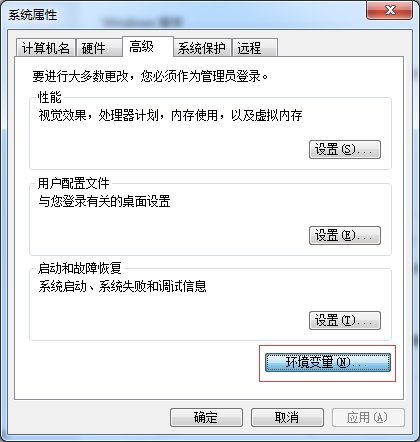 系统属性
计算机名 硬件 高级 系统保护 远程
要进行大多数更改，您必须作为管理员登录。
性能
视觉效果，处理器计划，内存使用，以及虚拟内存
设置(S)...
用户配置文件
与您登录有关的桌面设置
设置(E)...
启动和故障恢复
系统启动、系统失败和调试信息
设置(T)...
环境变量(N)...
确定 取消 应用(A)